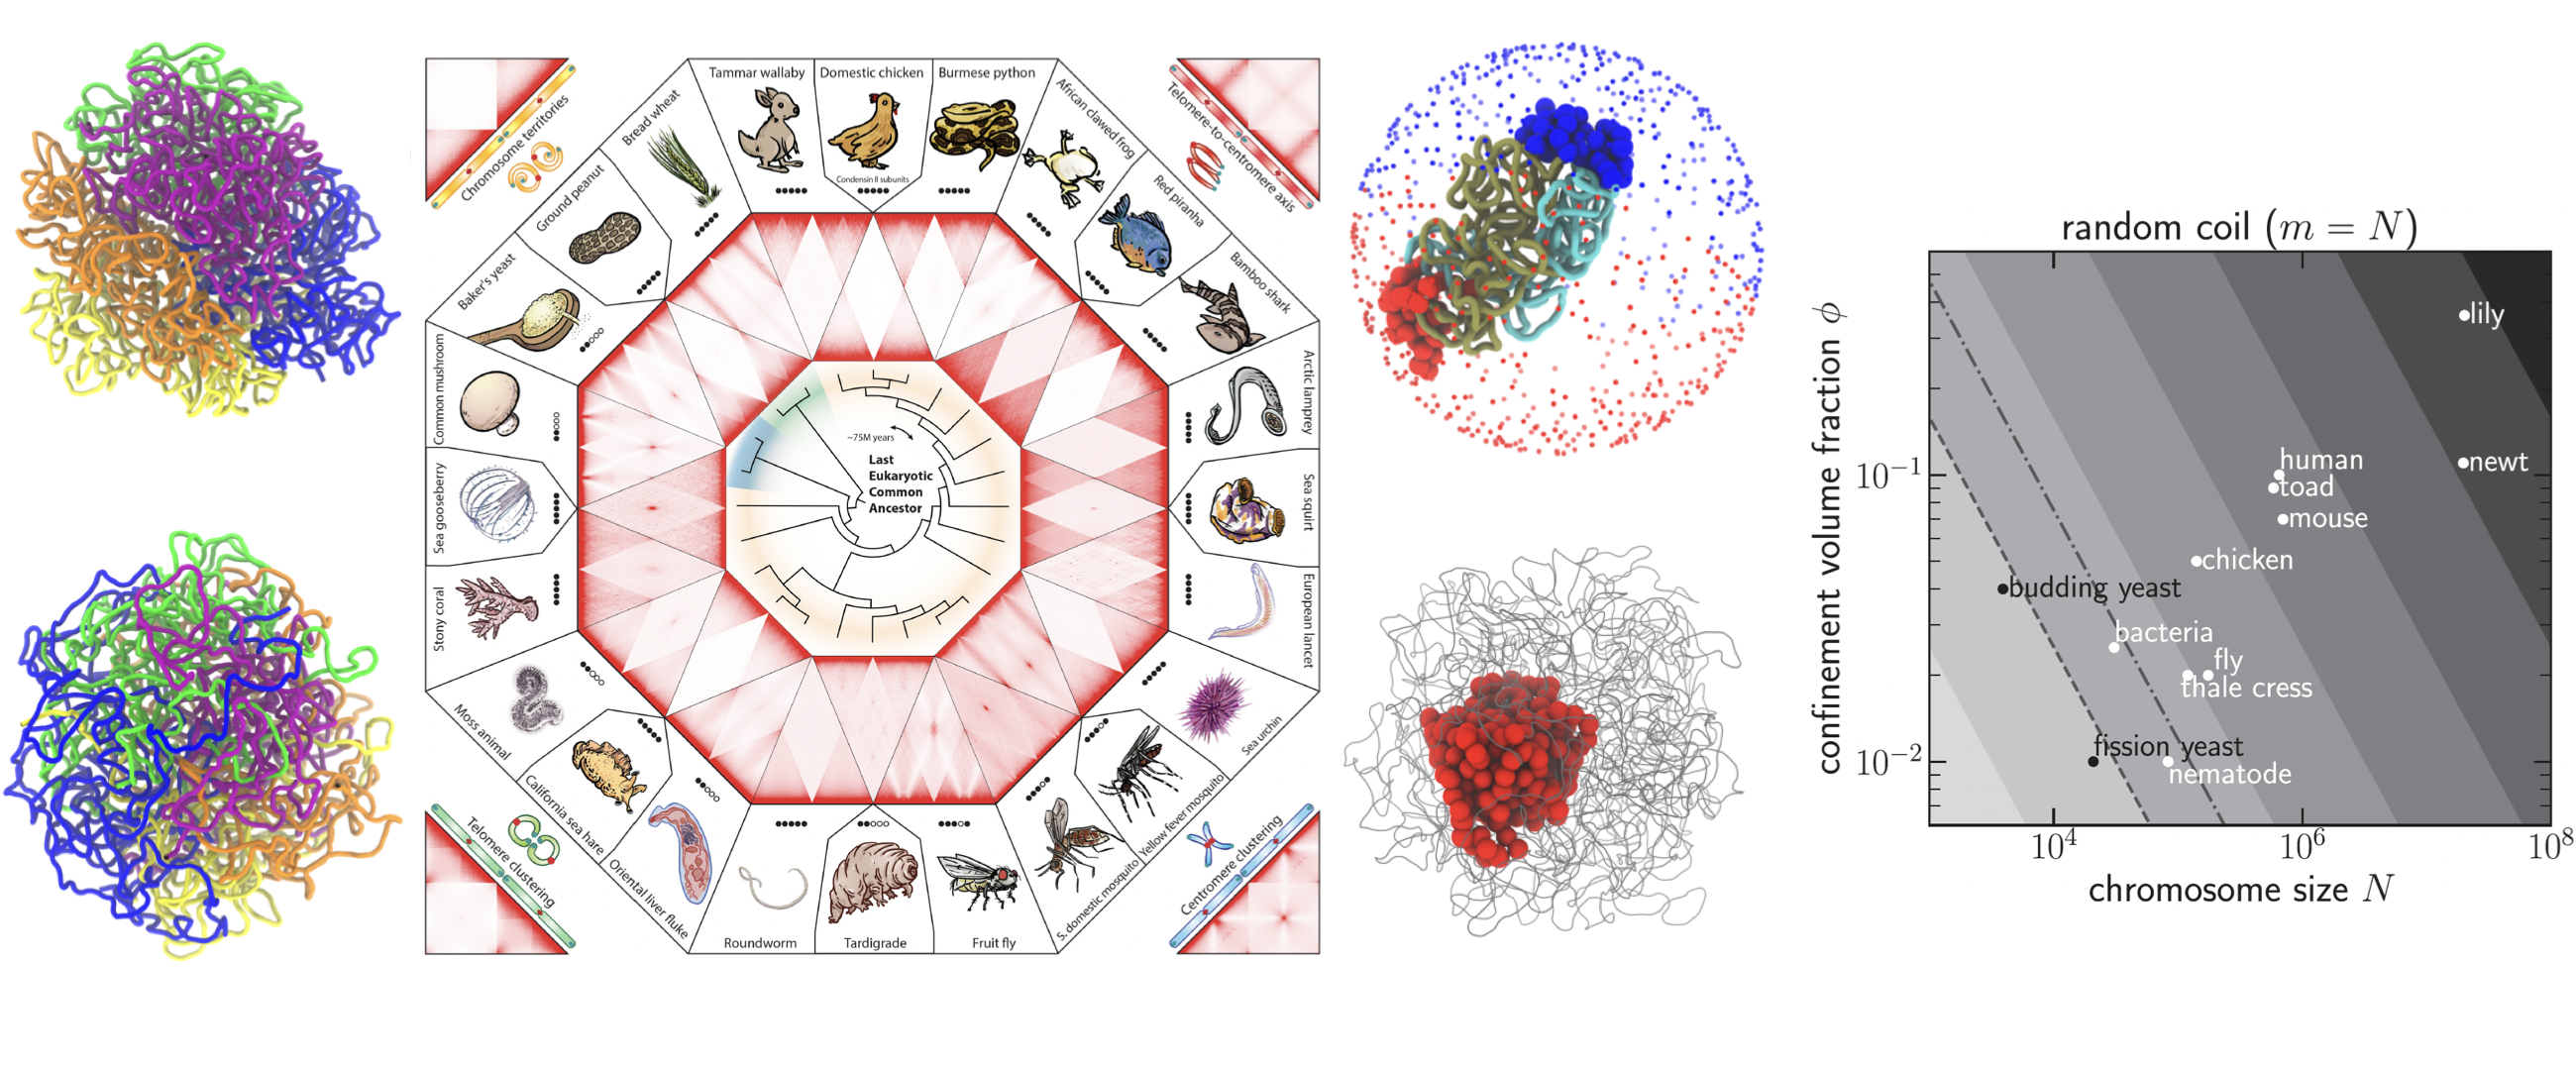 Chromosome territories
Tammar wallaby
Domestic chicken
Condensin II subunits
Burmese python
African clawed frog
Telomere-to-centromere axis
Red piranha
Bamboo shark
Arctic lamprey
Sea squirt
European lancet
Sea urchin
Yellow fever mosquito
S. domestic mosquito
Centromere clustering
Fruit fly
Tardigrade
Roundworm
Oriental liver fluke
California sea hare
Telomere clustering
Moss animal
Stony coral
Sea gooseberry
Common mushroom
Baker's yeast
Ground peanut
Bread wheat
~75M years
Last
Eukaryotic
Common
Ancestor
random coil (m = N)
confinement volume fraction ϕ
10⁻¹
10⁻²
lily
human
newt
toad
mouse
chicken
budding yeast
bacteria
fly
thale cress
fission yeast
nematode
10⁴
10⁶
10⁸
chromosome size N